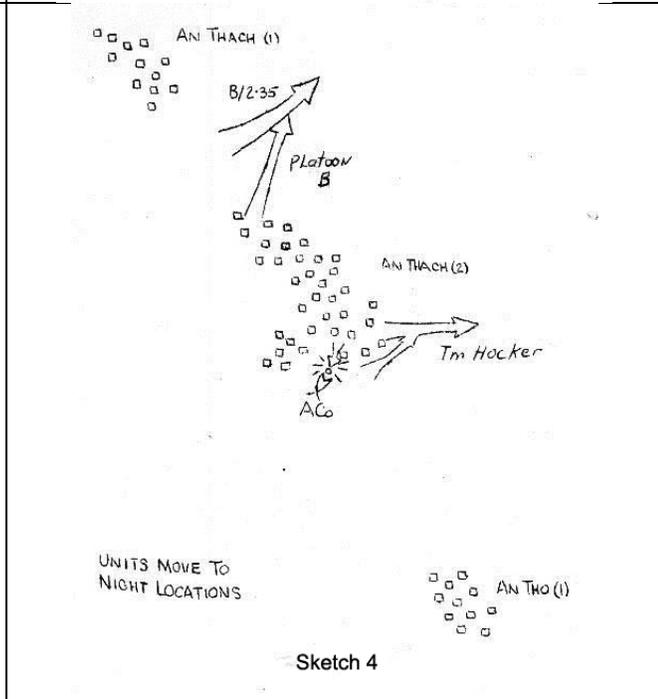 AN THACH (1)
B/2-35
PLatooN
B
AN THACH (2)
Tm Hocker
ACo
UNITS MOVE TO
NIGHT LOCATIONS
AN THO (1)
Sketch 4